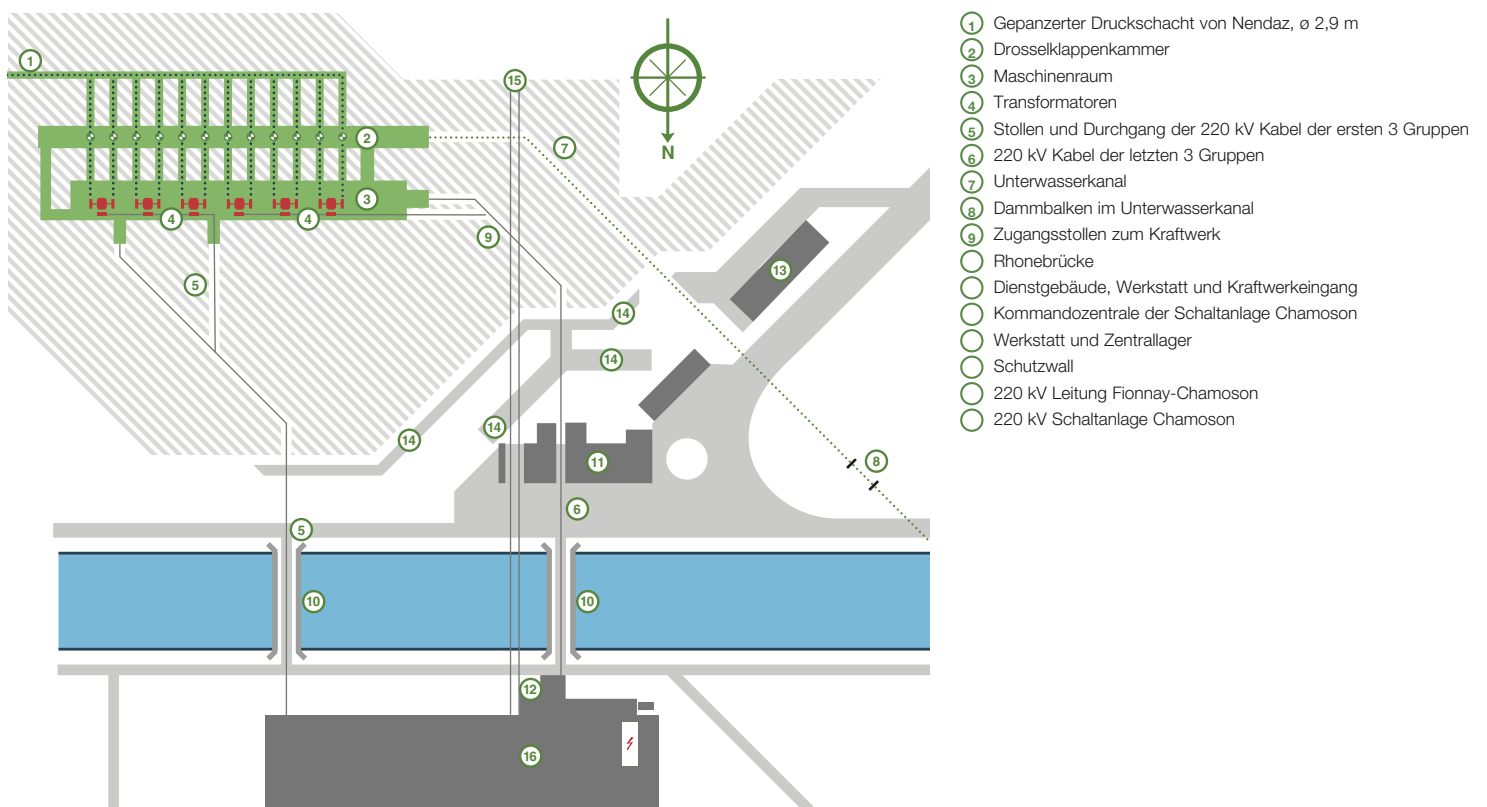 1
15
2
7
N
3
4
4
9
5
13
14
14
14
14
11
8
6
5
10
10
12
16
1 Gepanzerter Druckschacht von Nendaz, ø 2,9 m
2 Drosselklappenkammer
3 Maschinenraum
4 Transformatoren
5 Stollen und Durchgang der 220 kV Kabel der ersten 3 Gruppen
6 220 kV Kabel der letzten 3 Gruppen
7 Unterwasserkanal
8 Dammbalken im Unterwasserkanal
9 Zugangsstollen zum Kraftwerk
Rhonebrücke
Dienstgebäude, Werkstatt und Kraftwerkeingang
Kommandozentrale der Schaltanlage Chamoson
Werkstatt und Zentrallager
Schutzwall
220 kV Leitung Fionnay-Chamoson
220 kV Schaltanlage Chamoson